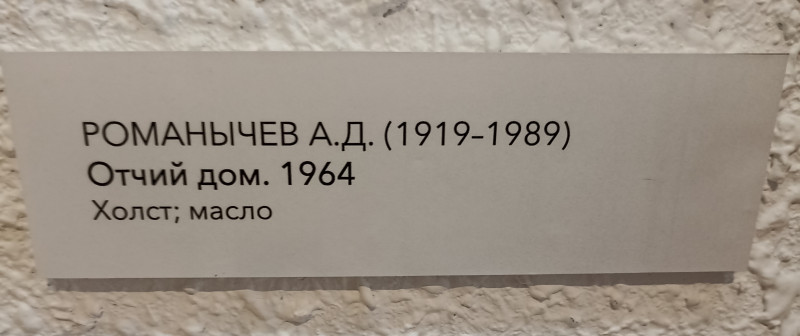 РОМАНЫЧЕВ А.Д. (1919–1989)
Отчий дом. 1964
Холст; масло